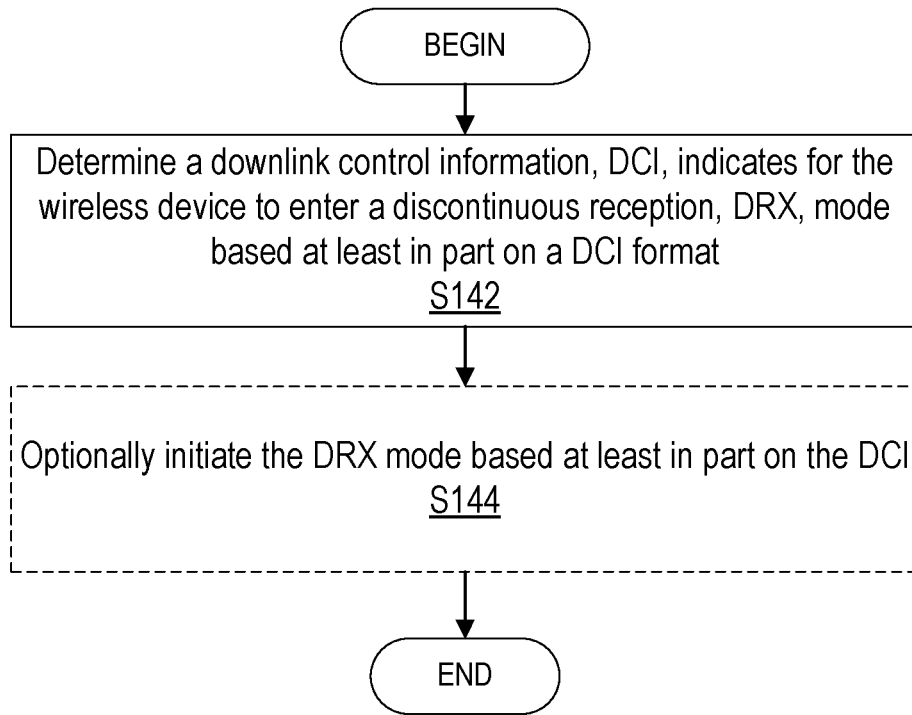 BEGIN
Determine a downlink control information, DCI, indicates for the
wireless device to enter a discontinuous reception, DRX, mode
based at least in part on a DCI format
S142
Optionally initiate the DRX mode based at least in part on the DCI
S144
END